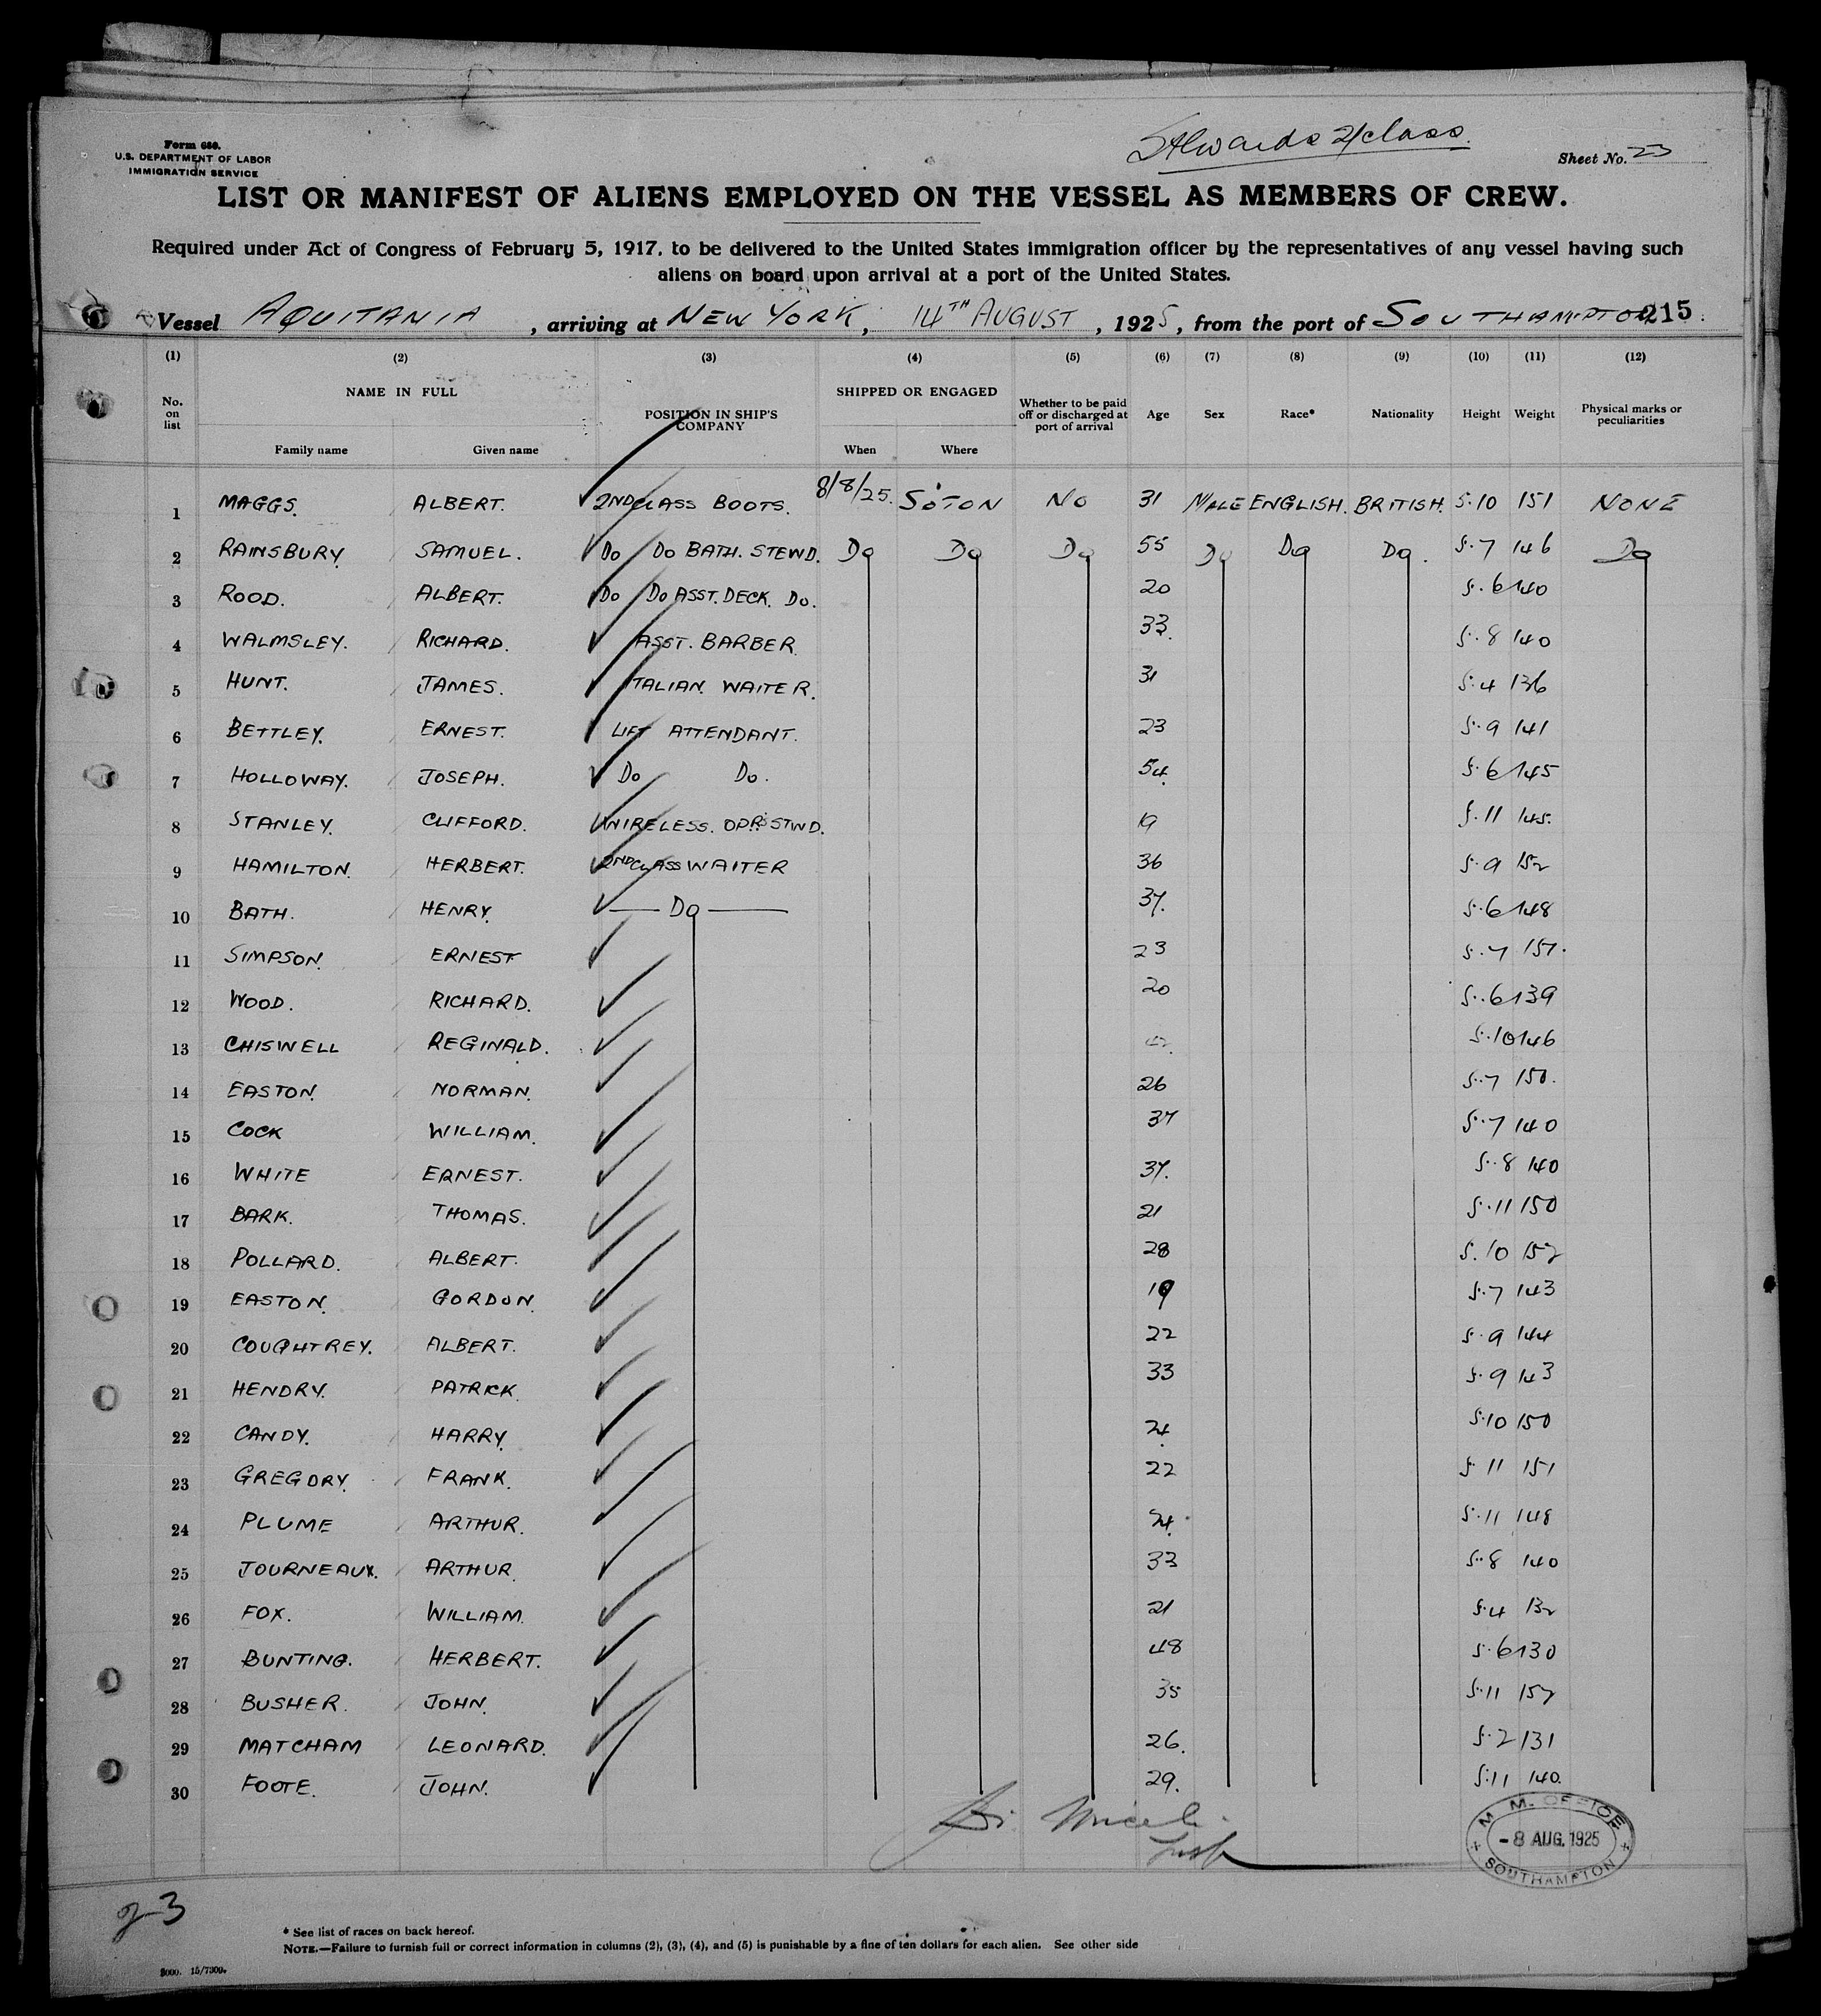 Form 680.
U.S. DEPARTMENT OF LABOR
IMMIGRATION SERVICE
Stewards 2/class.
Sheet No. 23
LIST OR MANIFEST OF ALIENS EMPLOYED ON THE VESSEL AS MEMBERS OF CREW.
Required under Act of Congress of February 5, 1917, to be delivered to the United States immigration officer by the representatives of any vessel having such
aliens on board upon arrival at a port of the United States.
Vessel AQUITANIA, arriving at NEW YORK, 14TH AUGUST, 1925, from the port of SOUTHAMPTON 215
(1) (2) (3) (4) (5) (6) (7) (8) (9) (10) (11) (12)
No. on list NAME IN FULL Family name Given name POSITION IN SHIP'S COMPANY SHIPPED OR ENGAGED When Where Whether to be paid off or discharged at port of arrival Age Sex Race* Nationality Height Weight Physical marks or peculiarities
1 MAGGS. ALBERT. 2ND CLASS BOOTS. 8/8/25. SOTON NO 31 MALE ENGLISH. BRITISH. 5.10 151 NONE
2 RAINSBURY SAMUEL. Do Do BATH. STEWD. Do Do Do 55 Do Do Do. 5.7 146 Do
3 ROOD. ALBERT. Do Do ASST. DECK. Do. 20 5.6 140
4 WALMSLEY. RICHARD. ASST. BARBER 33. 5.8 140
5 HUNT. JAMES. ITALIAN. WAITER. 31 5.4 136
6 BETTLEY. ERNEST. LIFT ATTENDANT. 23 5.9 141
7 HOLLOWAY. JOSEPH. Do Do. 54. 5.6 145
8 STANLEY. CLIFFORD. WIRELESS. OPRS STWD. 19 5.11 145.
9 HAMILTON. HERBERT. 2ND CLASS WAITER 36 5.9 152
10 BATH. HENRY. Do 37. 5.6 148
11 SIMPSON. ERNEST 23 5.7 151.
12 WOOD. RICHARD. 20 5.6 139
13 CHISWELL REGINALD. 5.10 146
14 EASTON. NORMAN. 26 5.7 150.
15 COCK WILLIAM. 37 5.7 140
16 WHITE ERNEST. 37. 5.8 140
17 BARK. THOMAS. 21 5.11 150
18 POLLARD. ALBERT. 28 5.10 152
19 EASTON. GORDON. 19 5.7 143
20 COUGHTREY. ALBERT. 22 5.9 144
21 HENDRY. PATRICK. 33 5.9 143
22 CANDY. HARRY. 24. 5.10 150
23 GREGORY. FRANK. 22 5.11 151
24 PLUME ARTHUR. 24. 5.11 148
25 JOURNEAUX. ARTHUR. 33 5.8 140
26 FOX. WILLIAM. 21 5.4 132
27 BUNTING. HERBERT. 48 5.6 130
28 BUSHER. JOHN. 35 5.11 152
29 MATCHAM LEONARD. 26. 5.2 131
30 FOOTE. JOHN. 29. 5.11 140.
M. M. OFFICE
- 8 AUG. 1925
SOUTHAMPTON
23
* See list of races on back hereof.
NOTE.—Failure to furnish full or correct information in columns (2), (3), (4), and (5) is punishable by a fine of ten dollars for each alien. See other side